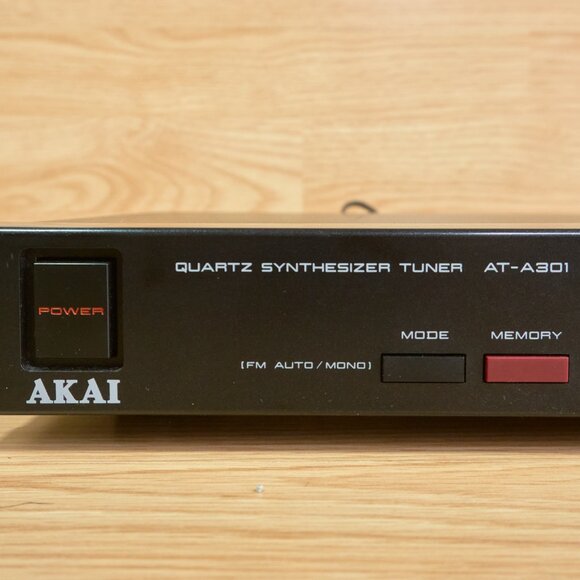 QUARTZ SYNTHESIZER TUNER AT-A301
POWER
MODE MEMORY
(FM AUTO/MONO)
AKAI